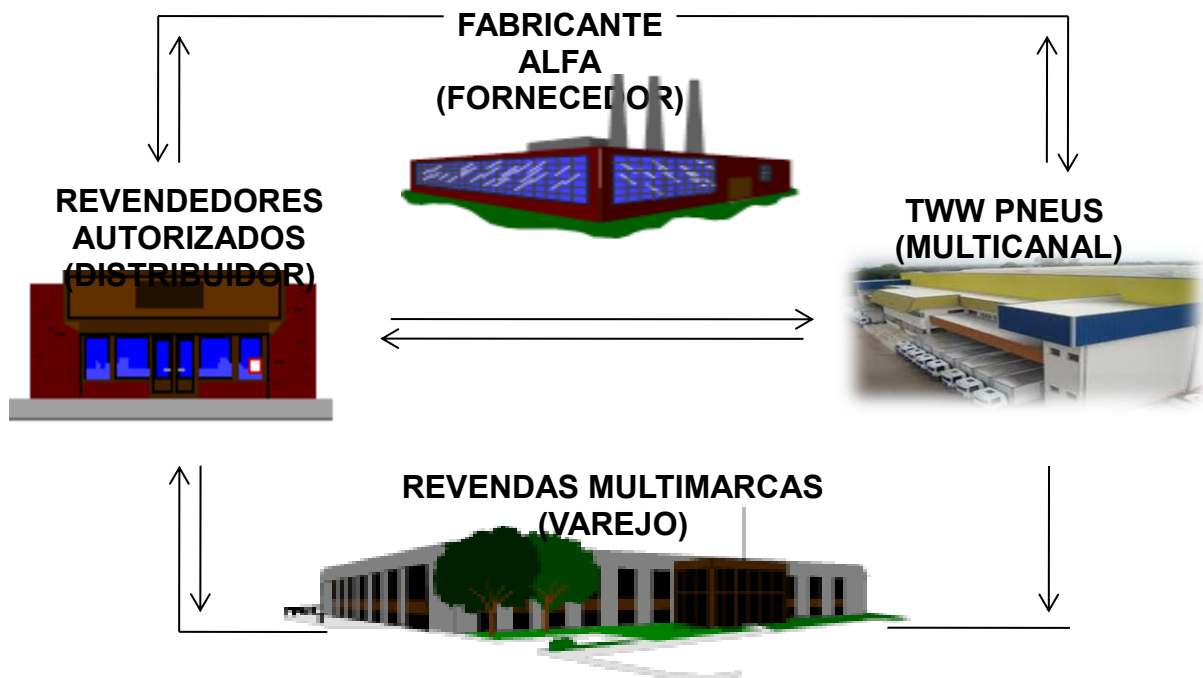 FABRICANTE
ALFA
(FORNECEDOR)
REVENDEDORES
AUTORIZADOS
(DISTRIBUIDOR)
TWW PNEUS
(MULTICANAL)
REVENDAS MULTIMARCAS
(VAREJO)